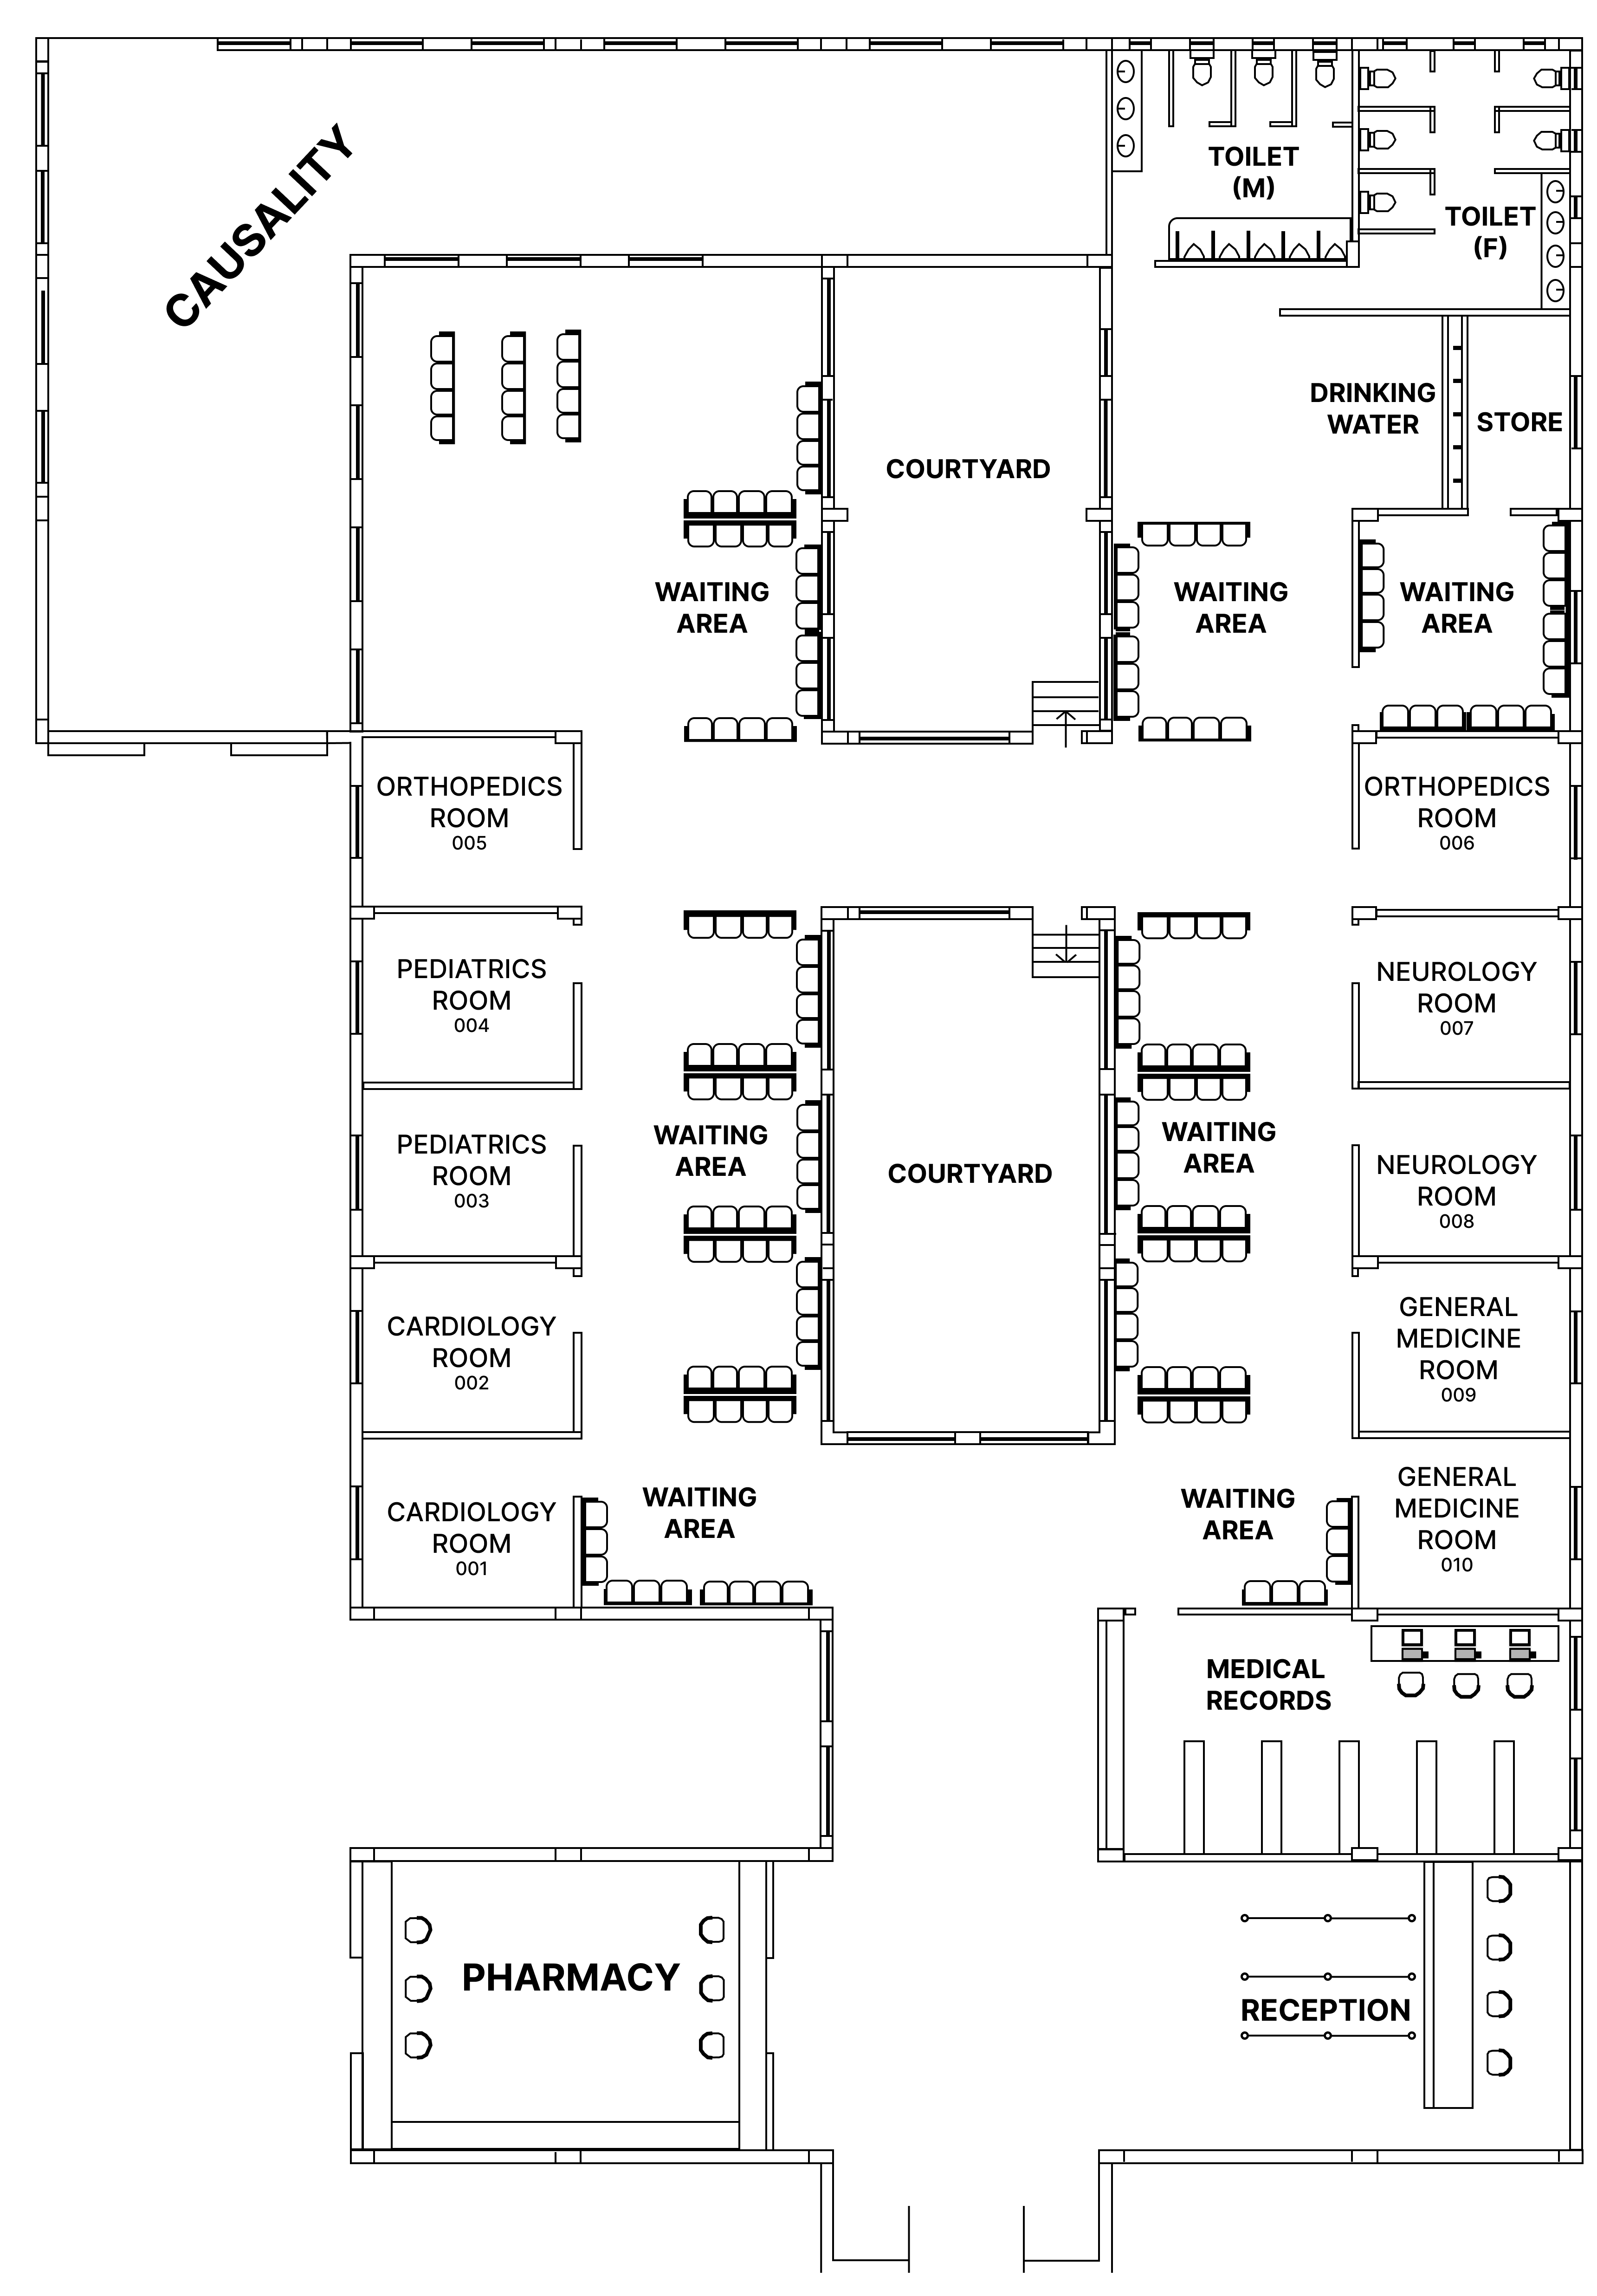 CAUSALITY
TOILET
(M)
TOILET
(F)
DRINKING
WATER
STORE
COURTYARD
WAITING
AREA
WAITING
AREA
WAITING
AREA
ORTHOPEDICS
ROOM
005
ORTHOPEDICS
ROOM
006
PEDIATRICS
ROOM
004
NEUROLOGY
ROOM
007
WAITING
AREA
WAITING
AREA
PEDIATRICS
ROOM
003
COURTYARD
NEUROLOGY
ROOM
008
CARDIOLOGY
ROOM
002
GENERAL
MEDICINE
ROOM
009
CARDIOLOGY
ROOM
001
WAITING
AREA
WAITING
AREA
GENERAL
MEDICINE
ROOM
010
MEDICAL
RECORDS
PHARMACY
RECEPTION